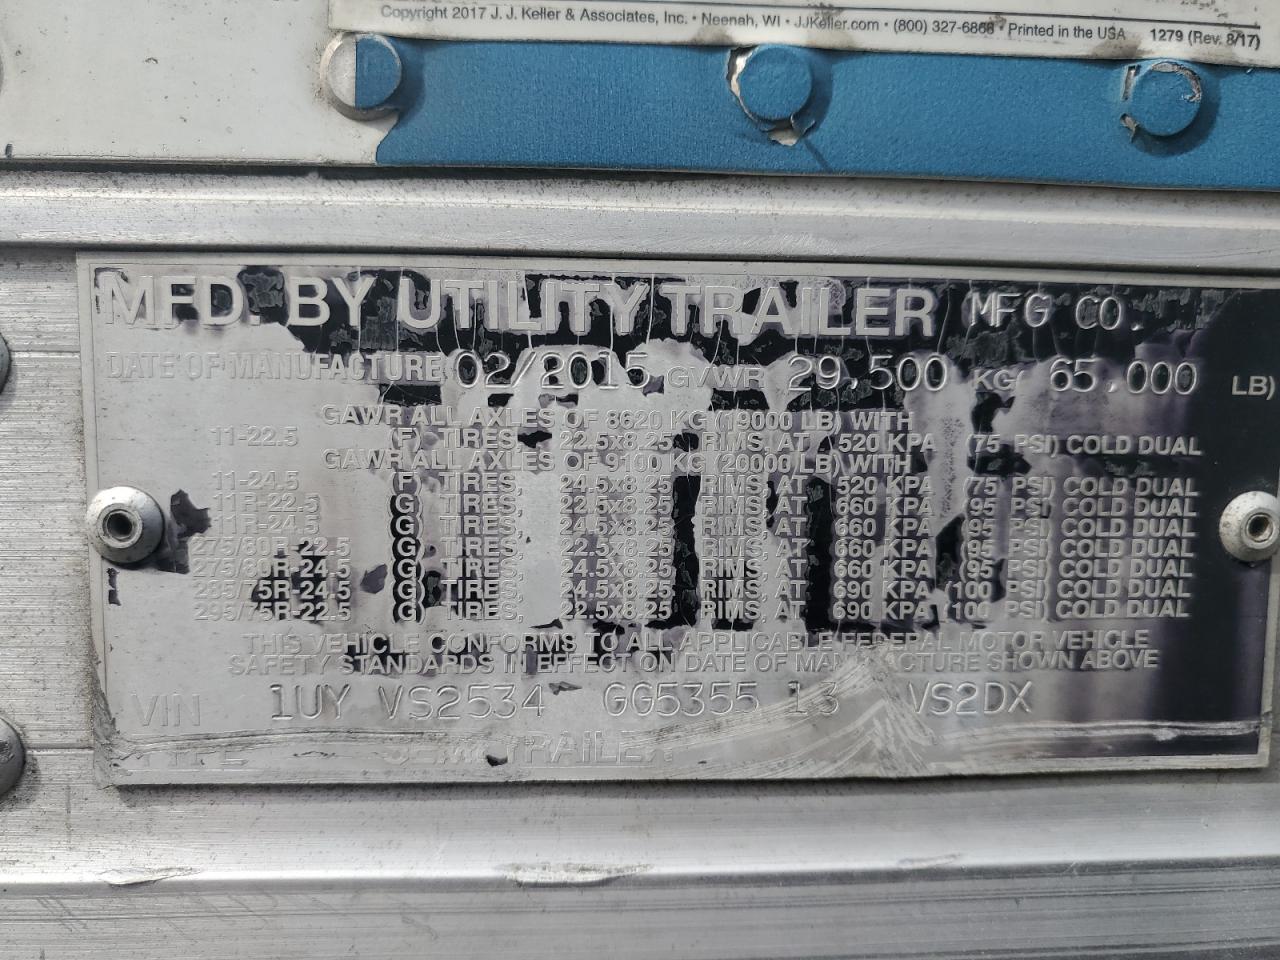 Copyright 2017 J. J. Keller & Associates, Inc. • Neenah, WI • JJKeller.com • (800) 327-6868 • Printed in the USA 1279 (Rev. 8/17)
MFD. BY UTILITY TRAILER MFG CO.
DATE OF MANUFACTURE 02/2015 GVWR 29,500 KG 65,000 LB)
GAWR ALL AXLES OF 8620 KG (19000 LB) WITH
11-22.5 (F) TIRES, 22.5x8.25 RIMS, AT 520 KPA (75 PSI) COLD DUAL
GAWR ALL AXLES OF 9100 KG (20000 LB) WITH
11-24.5 (F) TIRES, 24.5x8.25 RIMS, AT 520 KPA (75 PSI) COLD DUAL
11R-22.5 (G) TIRES, 22.5x8.25 RIMS, AT 660 KPA (95 PSI) COLD DUAL
11R-24.5 (G) TIRES, 24.5x8.25 RIMS, AT 660 KPA (95 PSI) COLD DUAL
275/80R-22.5 (G) TIRES, 22.5x8.25 RIMS, AT 660 KPA (95 PSI) COLD DUAL
275/80R-24.5 (G) TIRES, 24.5x8.25 RIMS, AT 660 KPA (95 PSI) COLD DUAL
285/75R-24.5 (G) TIRES, 24.5x8.25 RIMS, AT 690 KPA (100 PSI) COLD DUAL
295/75R-22.5 (G) TIRES, 22.5x8.25 RIMS, AT 690 KPA (100 PSI) COLD DUAL
THIS VEHICLE CONFORMS TO ALL APPLICABLE FEDERAL MOTOR VEHICLE
SAFETY STANDARDS IN EFFECT ON DATE OF MANUFACTURE SHOWN ABOVE
VIN 1UY VS2534 GG5355 13 VS2DX
TYPE SEMI-TRAILER